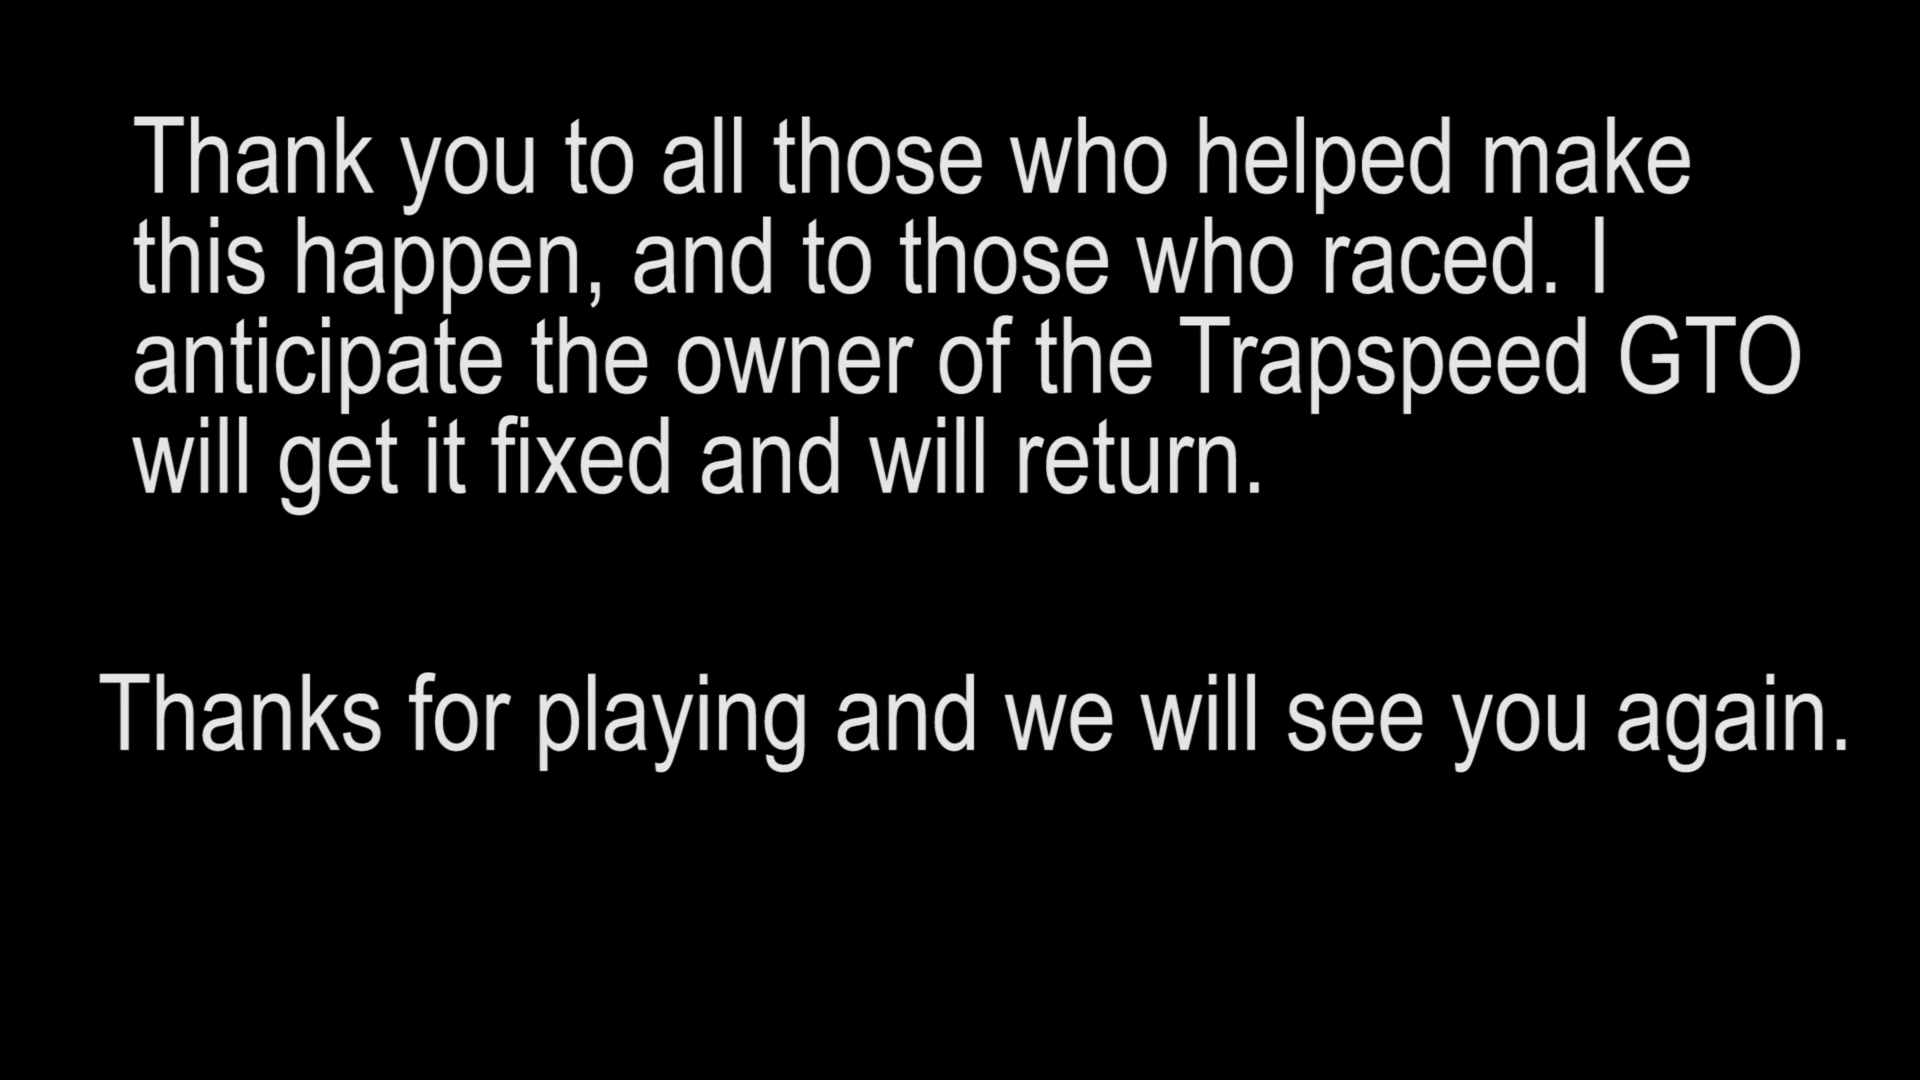 Thank you to all those who helped make
this happen, and to those who raced. I
anticipate the owner of the Trapspeed GTO
will get it fixed and will return.
Thanks for playing and we will see you again.